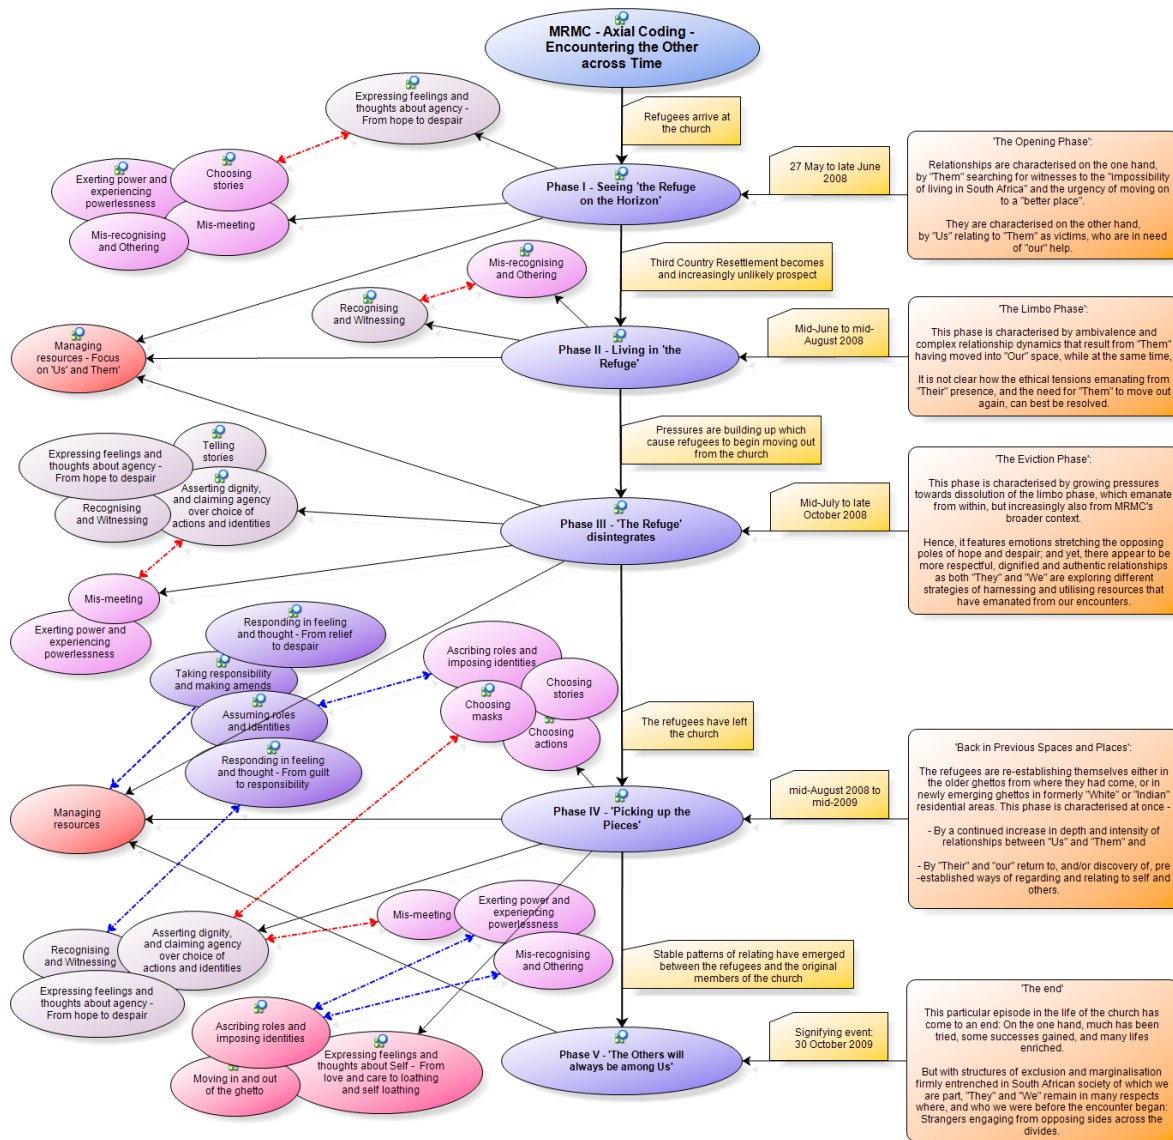 MRMC - Axial Coding -
Encountering the Other
across Time
Refugees arrive at
the church
Expressing feelings and
thoughts about agency -
From hope to despair
Choosing
stories
Exerting power and
experiencing
powerlessness
Mis-meeting
Mis-recognising
and Othering
Phase I - Seeing 'the Refuge
on the Horizon'
27 May to late June
2008
'The Opening Phase':
Relationships are characterised on the one hand,
by "Them" searching for witnesses to the "impossibility
of living in South Africa" and the urgency of moving on
to a "better place".
They are characterised on the other hand,
by "Us" relating to "Them" as victims, who are in need
of "our" help.
Third Country Resettlement becomes
and increasingly unlikely prospect
Mis-recognising
and Othering
Recognising
and Witnessing
Managing
resources - Focus
on 'Us' and Them'
Phase II - Living in 'the
Refuge'
Mid-June to mid-
August 2008
'The Limbo Phase':
This phase is characterised by ambivalence and
complex relationship dynamics that result from "Them"
having moved into "Our" space, while at the same time,
It is not clear how the ethical tensions emanating from
"Their" presence, and the need for "Them" to move out
again, can best be resolved.
Pressures are building up which
cause refugees to begin moving out
from the church
Telling
stories
Expressing feelings and
thoughts about agency -
From hope to despair
Asserting dignity,
and claiming agency
over choice of
actions and identities
Recognising
and Witnessing
Mis-meeting
Exerting power and
experiencing
powerlessness
Phase III - 'The Refuge'
disintegrates
Mid-July to late
October 2008
'The Eviction Phase':
This phase is characterised by growing pressures
towards dissolution of the limbo phase, which emanate
from within, but increasingly also from MRMC's
broader context.
Hence, it features emotions stretching the opposing
poles of hope and despair; and yet, there appear to be
more respectful, dignified and authentic relationships
as both "They" and "We" are exploring different
strategies of harnessing and utilising resources that
have emanated from our encounters.
Responding in feeling
and thought - From relief
to despair
Taking responsibility
and making amends
Assuming roles
and identities
Responding in feeling
and thought - From guilt
to responsibility
Ascribing roles and
imposing identities
Choosing
stories
Choosing
masks
Choosing
actions
The refugees have left
the church
Managing
resources
Phase IV - 'Picking up the
Pieces'
mid-August 2008 to
mid-2009
'Back in Previous Spaces and Places':
The refugees are re-establishing themselves either in
the older ghettos from where they had come, or in
newly emerging ghettos in formerly "White" or "Indian"
residential areas. This phase is characterised at once -
- By a continued increase in depth and intensity of
relationships between "Us" and "Them" and
- By "Their" and "our" return to, and/or discovery of, pre
-established ways of regarding and relating to self and
others.
Mis-meeting
Exerting power and
experiencing
powerlessness
Mis-recognising
and Othering
Asserting dignity,
and claiming agency
over choice of
actions and identities
Recognising
and Witnessing
Expressing feelings and
thoughts about agency -
From hope to despair
Stable patterns of relating have emerged
between the refugees and the original
members of the church
Ascribing roles and
imposing identities
Expressing feelings and
thoughts about Self - From
love and care to loathing
and self loathing
Moving in and out
of the ghetto
Phase V - 'The Others will
always be among Us'
Signifying event:
30 October 2009
'The end'
This particular episode in the life of the church has
come to an end: On the one hand, much has been
tried, some successes gained, and many lifes
enriched.
But with structures of exclusion and marginalisation
firmly entrenched in South African society of which we
are part, "They" and "We" remain in many respects
where, and who we were before the encounter began:
Strangers engaging from opposing sides across the
divides.